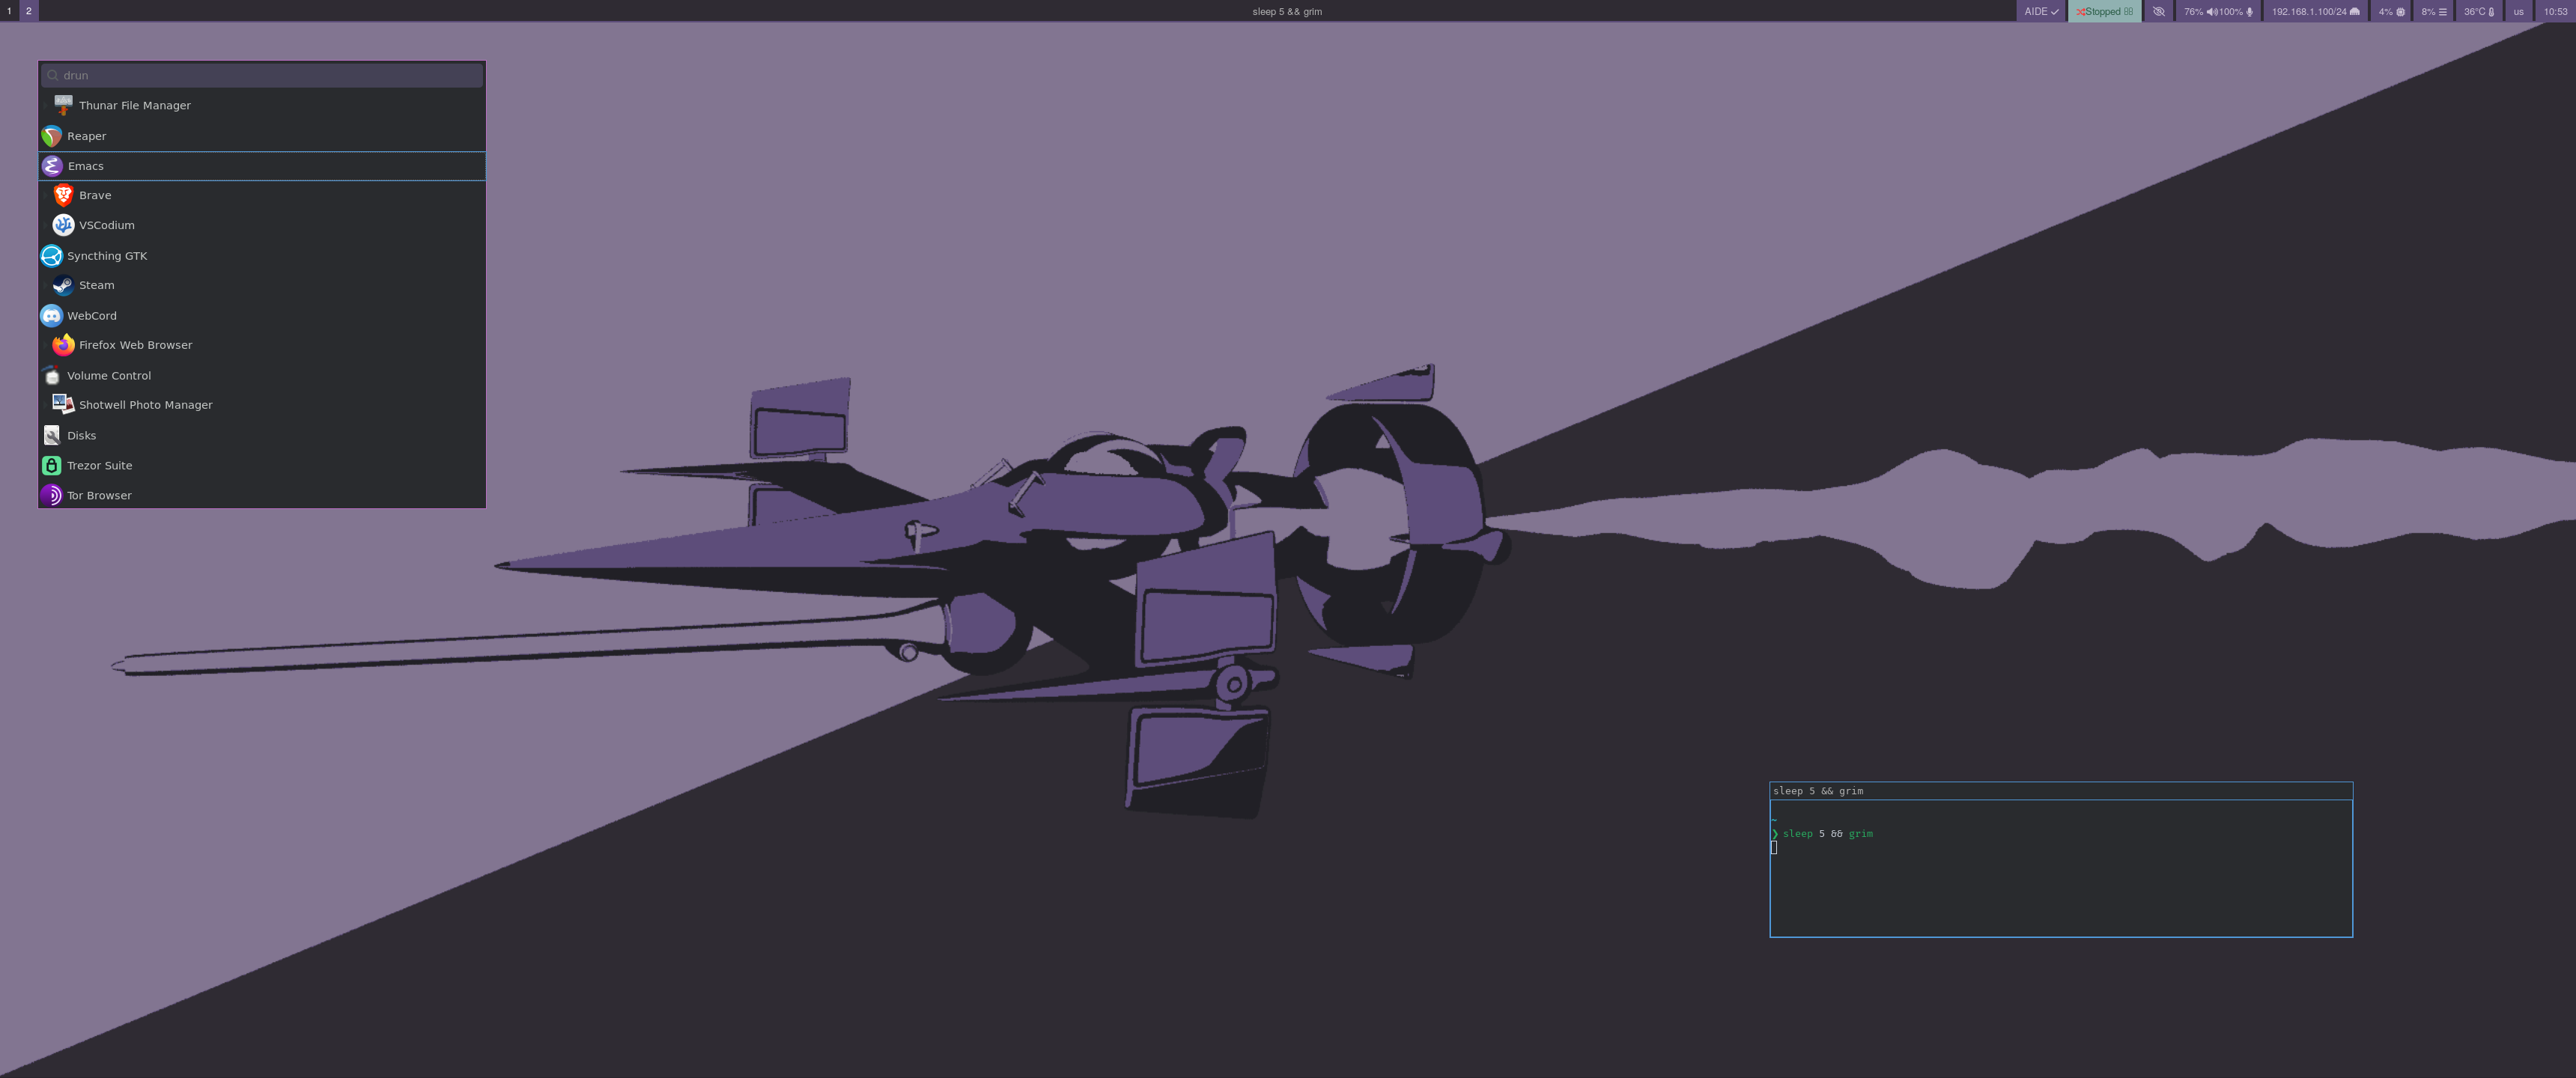 1 2 sleep 5 && grim AIDE Stopped 76% 100% 192.168.1.100/24 4% 8% 36°C us 10:53
drun
Thunar File Manager
Reaper
Emacs
Brave
VSCodium
Syncthing GTK
Steam
WebCord
Firefox Web Browser
Volume Control
Shotwell Photo Manager
Disks
Trezor Suite
Tor Browser
sleep 5 && grim
~
❯ sleep 5 && grim